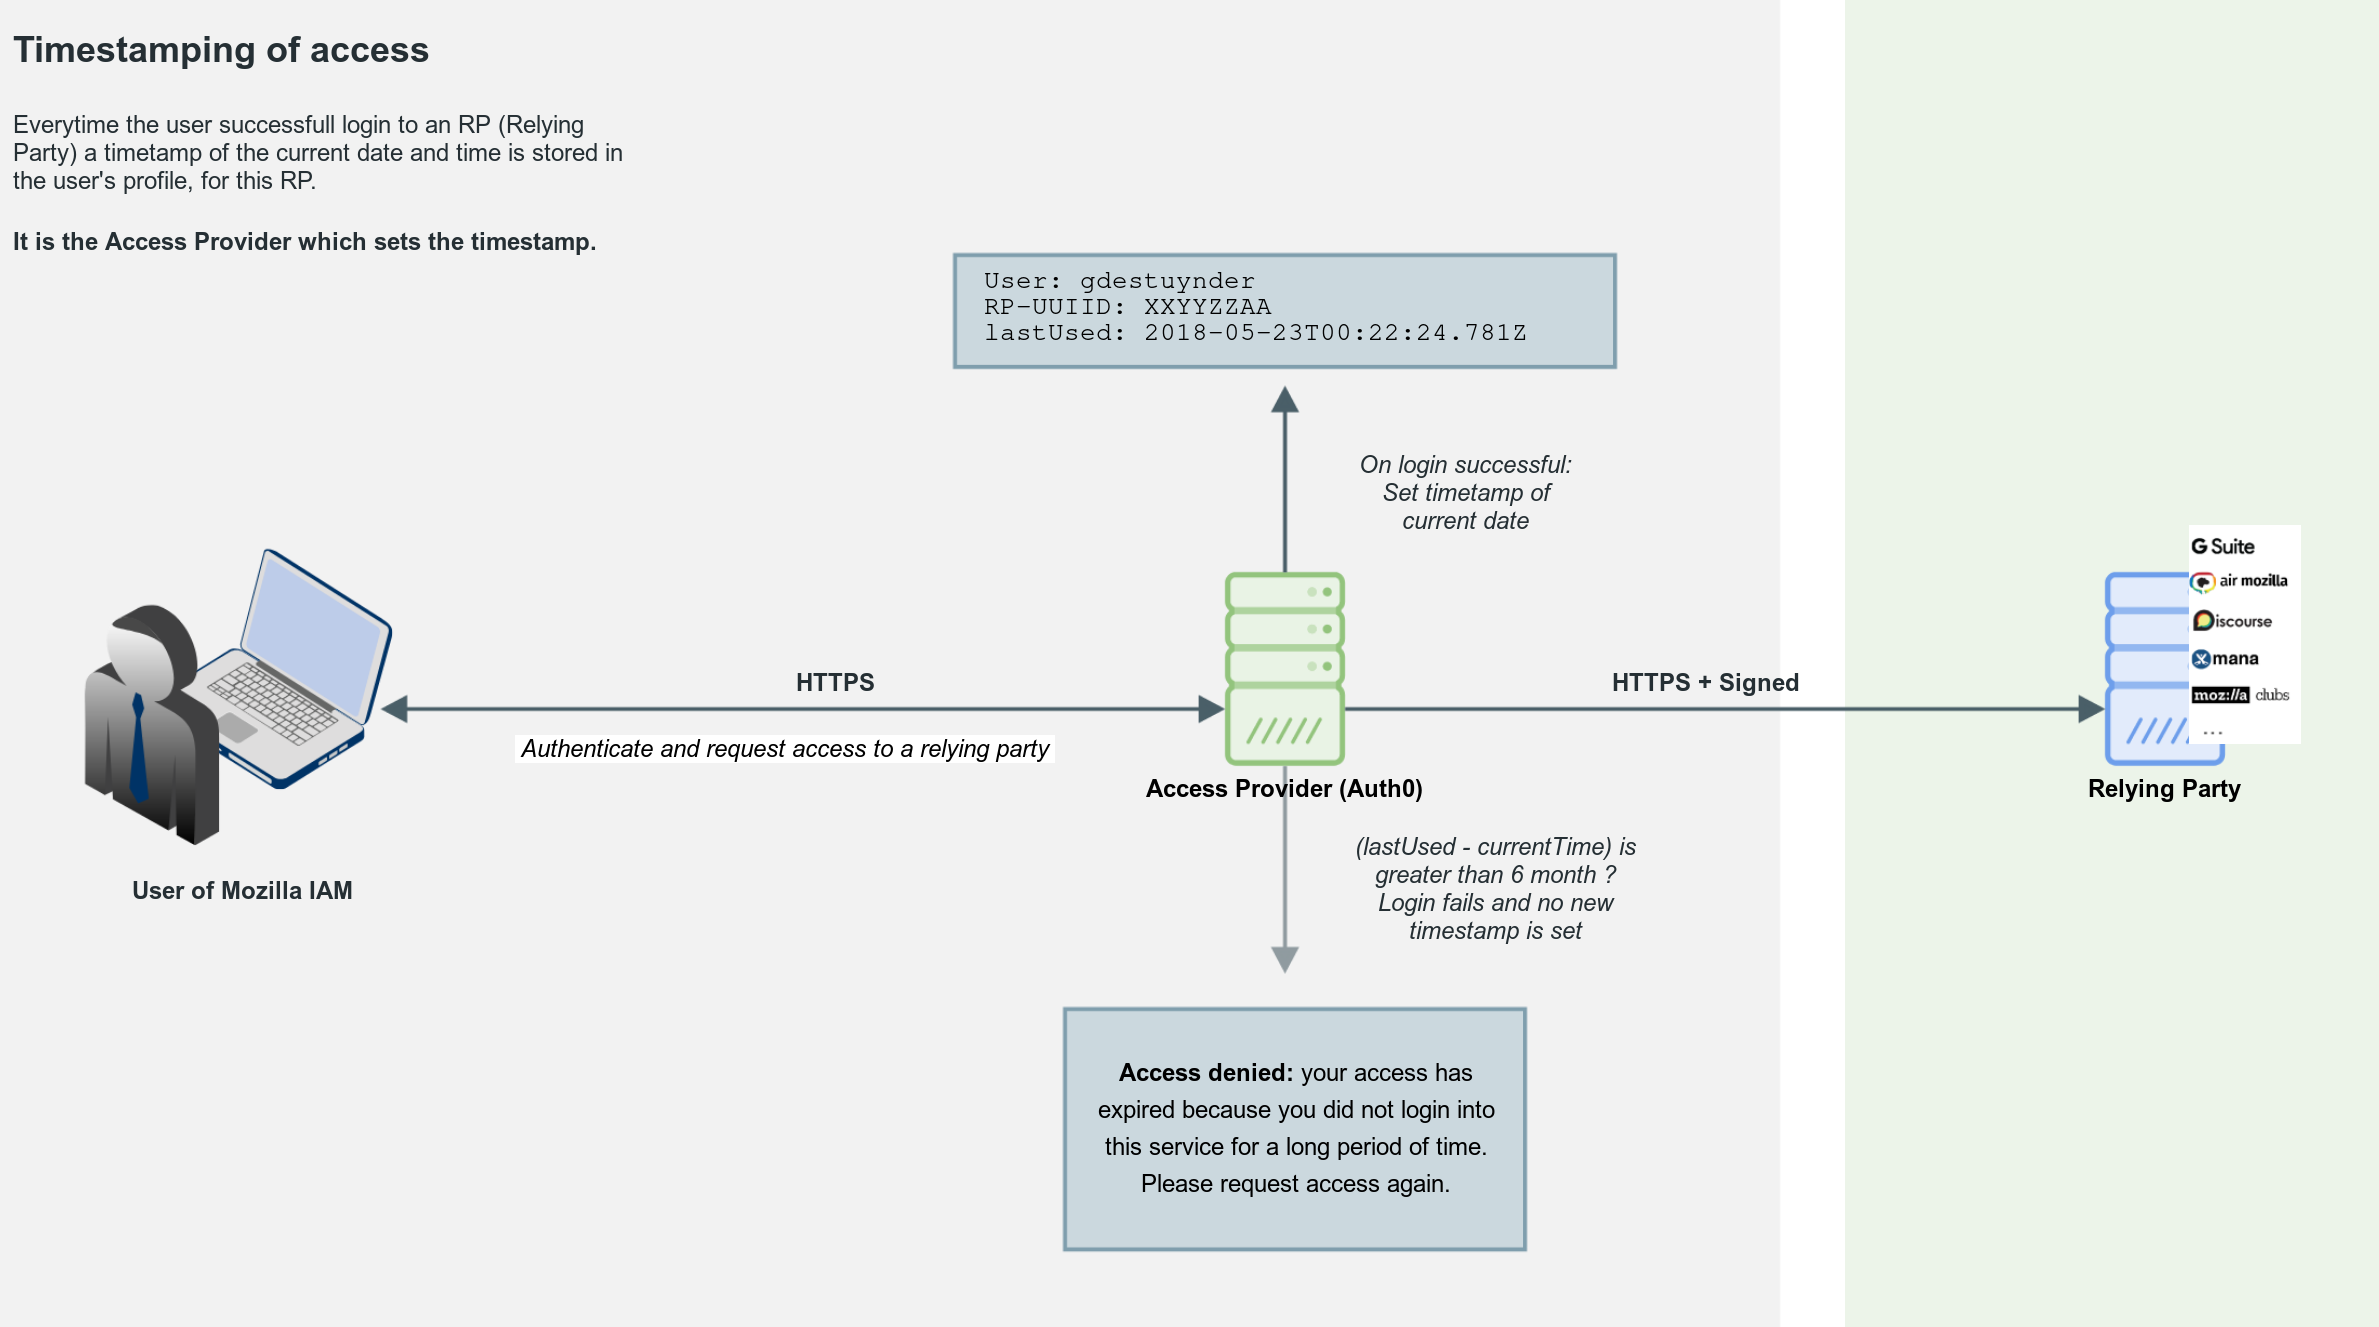 Timestamping of access
Everytime the user successfull login to an RP (Relying
Party) a timetamp of the current date and time is stored in
the user's profile, for this RP.
It is the Access Provider which sets the timestamp.
User: gdestuynder
RP-UUIID: XXYYZZAA
lastUsed: 2018-05-23T00:22:24.781Z
On login successful:
Set timetamp of
current date
G Suite
air mozilla
Discourse
mana
moz://a clubs
...
HTTPS
HTTPS + Signed
Authenticate and request access to a relying party
Access Provider (Auth0)
Relying Party
(lastUsed - currentTime) is
greater than 6 month ?
Login fails and no new
timestamp is set
User of Mozilla IAM
Access denied: your access has
expired because you did not login into
this service for a long period of time.
Please request access again.